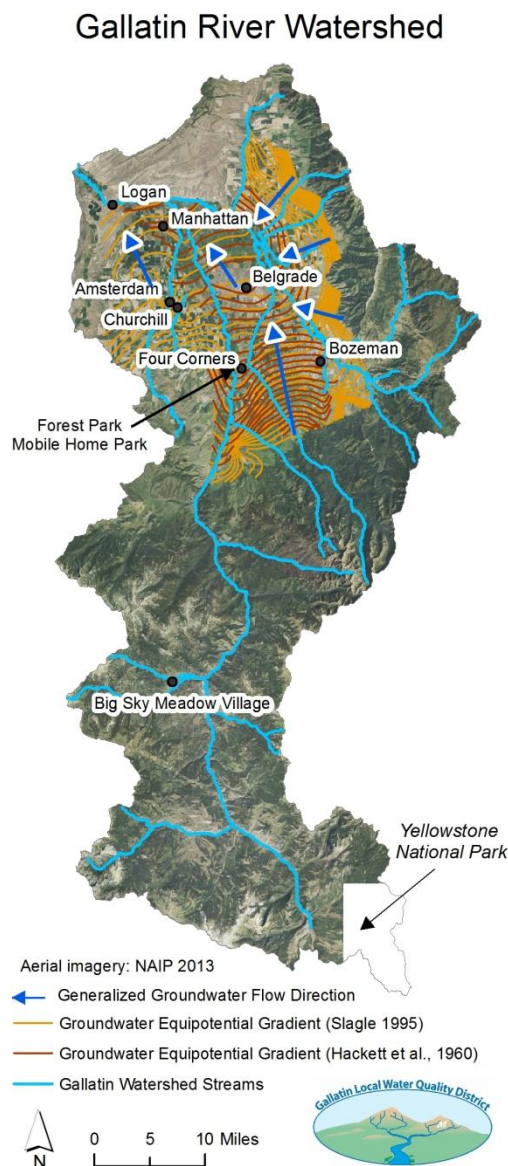 Gallatin River Watershed
Logan
Manhattan
Amsterdam
Belgrade
Churchill
Four Corners
Bozeman
Forest Park
Mobile Home Park
Big Sky Meadow Village
Yellowstone
National Park
Aerial imagery: NAIP 2013
Generalized Groundwater Flow Direction
Groundwater Equipotential Gradient (Slagle 1995)
Groundwater Equipotential Gradient (Hackett et al., 1960)
Gallatin Watershed Streams
Gallatin Local Water Quality District
N
0 5 10 Miles